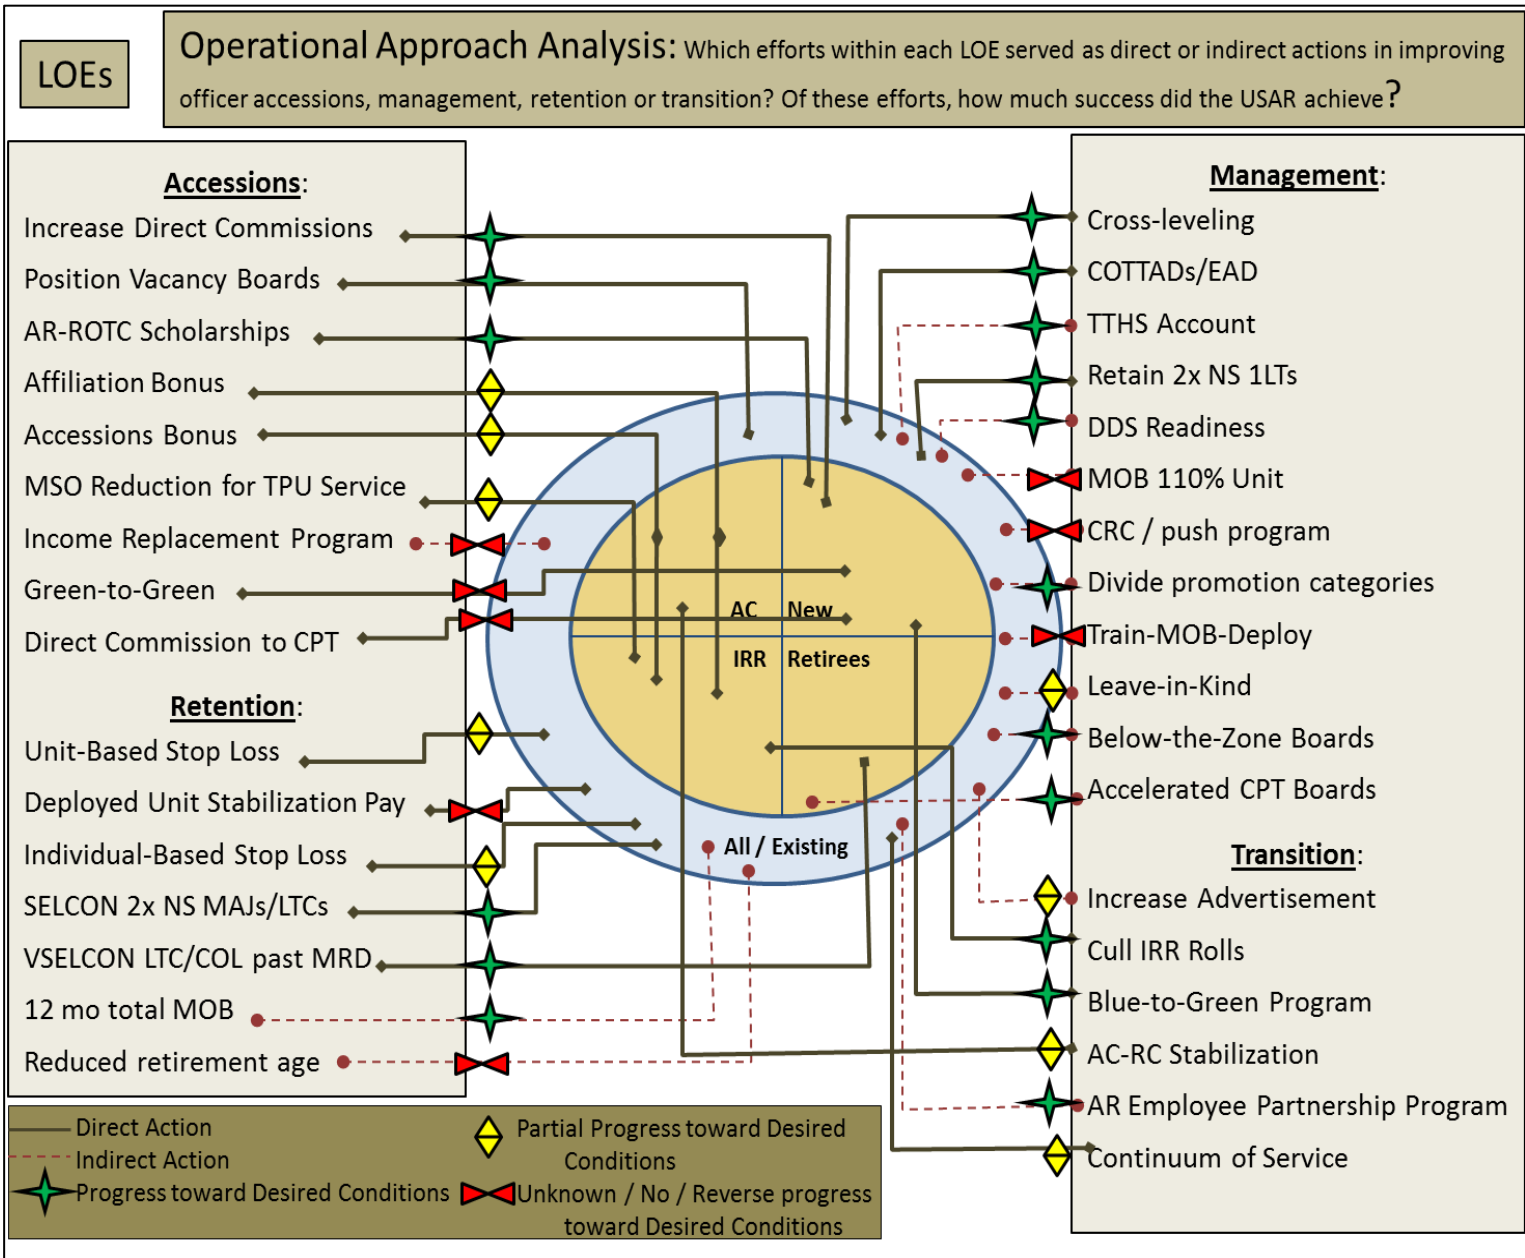 LOEs
Operational Approach Analysis: Which efforts within each LOE served as direct or indirect actions in improving
officer accessions, management, retention or transition? Of these efforts, how much success did the USAR achieve?
Accessions:
Increase Direct Commissions
Position Vacancy Boards
AR-ROTC Scholarships
Affiliation Bonus
Accessions Bonus
MSO Reduction for TPU Service
Income Replacement Program
Green-to-Green
Direct Commission to CPT
Retention:
Unit-Based Stop Loss
Deployed Unit Stabilization Pay
Individual-Based Stop Loss
SELCON 2x NS MAJs/LTCs
VSELCON LTC/COL past MRD
12 mo total MOB
Reduced retirement age
AC New
IRR Retirees
All / Existing
Management:
Cross-leveling
COTTADs/EAD
TTHS Account
Retain 2x NS 1LTs
DDS Readiness
MOB 110% Unit
CRC / push program
Divide promotion categories
Train-MOB-Deploy
Leave-in-Kind
Below-the-Zone Boards
Accelerated CPT Boards
Transition:
Increase Advertisement
Cull IRR Rolls
Blue-to-Green Program
AC-RC Stabilization
AR Employee Partnership Program
Continuum of Service
Direct Action
Indirect Action
Progress toward Desired Conditions
Partial Progress toward Desired
Conditions
Unknown / No / Reverse progress
toward Desired Conditions